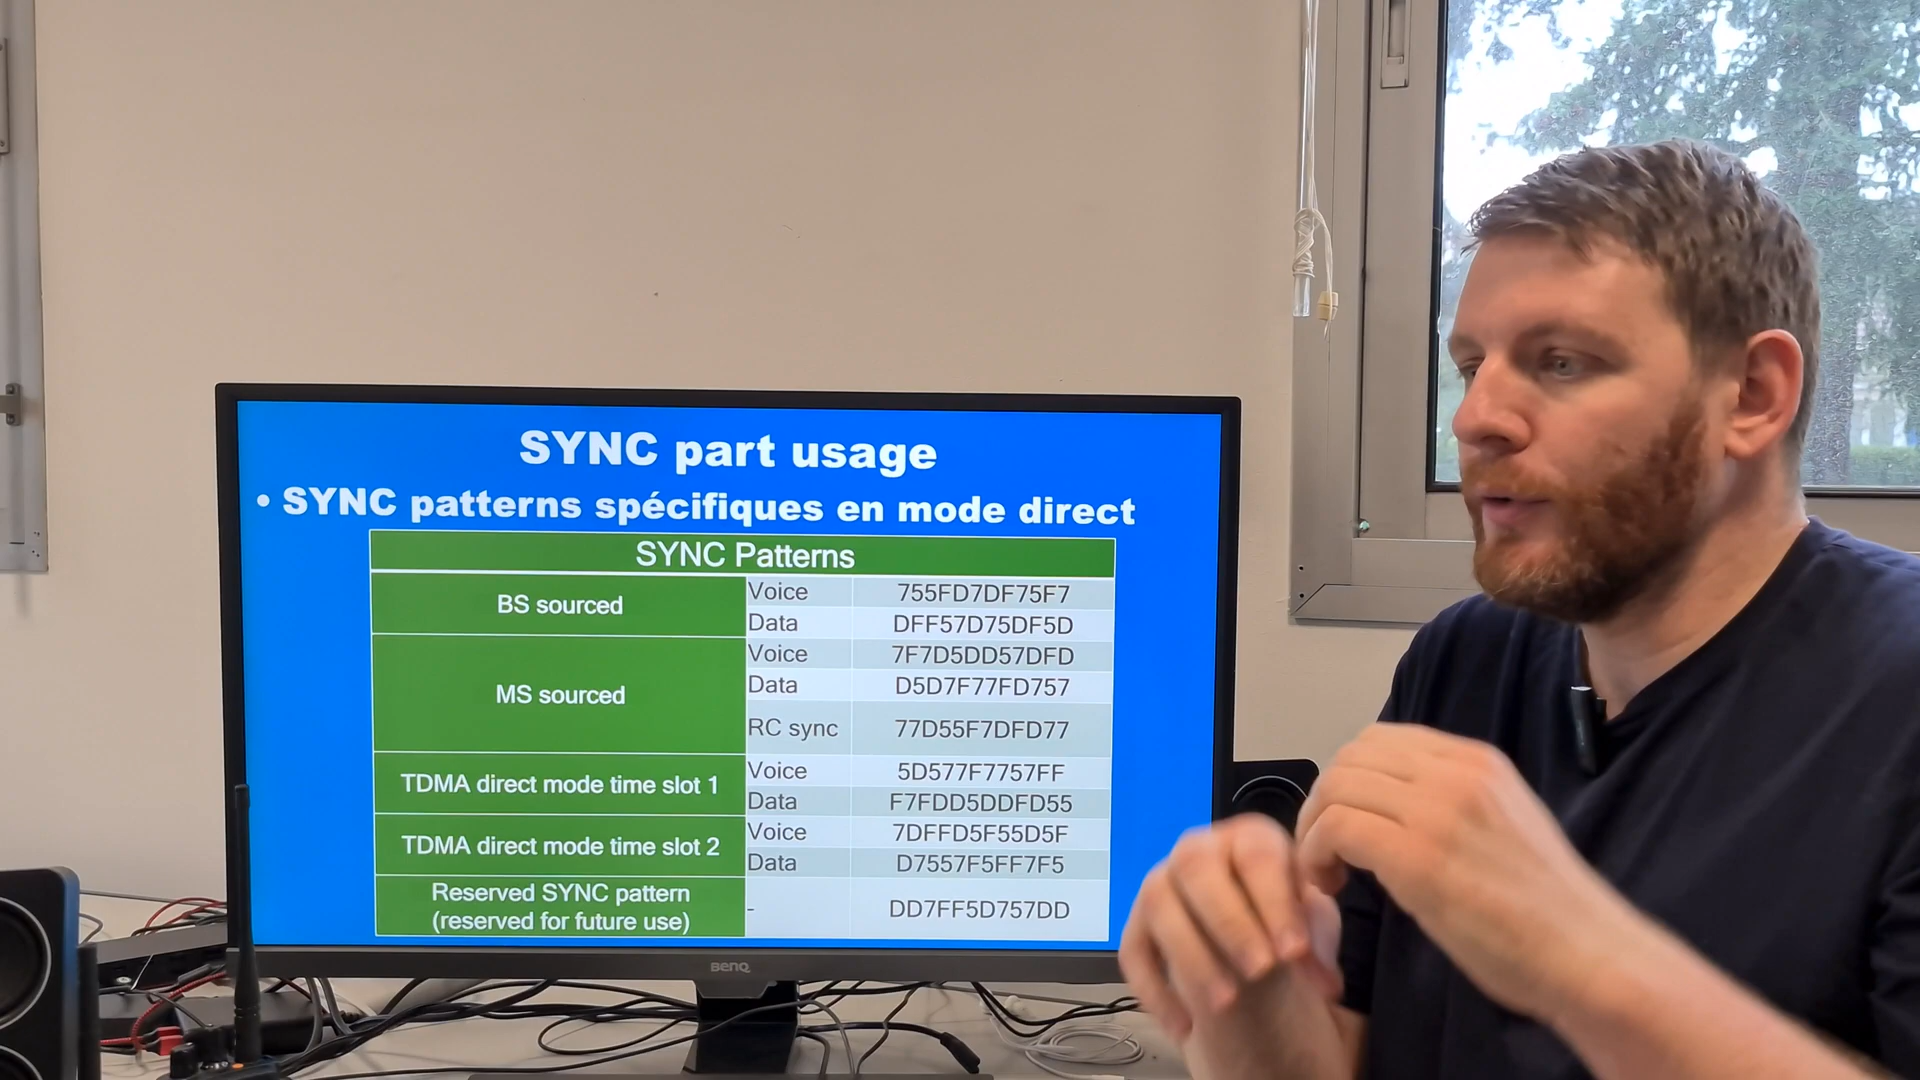 SYNC part usage
• SYNC patterns spécifiques en mode direct
SYNC Patterns
BS sourced
Voice 755FD7DF75F7
Data DFF57D75DF5D
MS sourced
Voice 7F7D5DD57DFD
Data D5D7F77FD757
RC sync 77D55F7DFD77
TDMA direct mode time slot 1
Voice 5D577F7757FF
Data F7FDD5DDFD55
TDMA direct mode time slot 2
Voice 7DFFD5F55D5F
Data D7557F5FF7F5
Reserved SYNC pattern
(reserved for future use)
- DD7FF5D757DD
BenQ